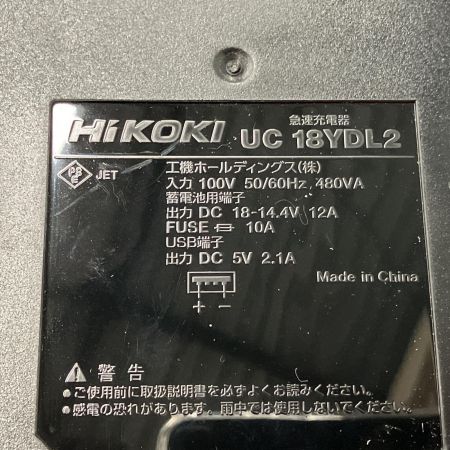 HiKOKI 急速充電器 UC 18YDL2
PS E JET
工機ホールディングス(株)
入力 100V 50/60Hz 480VA
蓄電池用端子
出力 DC 18-14.4V 12A
FUSE 10A
USB端子
出力 DC 5V 2.1A
Made in China
+ −
⚠ 警告
●ご使用前に取扱説明書を必ずよくお読みください。
●感電の恐れがあります。雨中では使用しないでください。